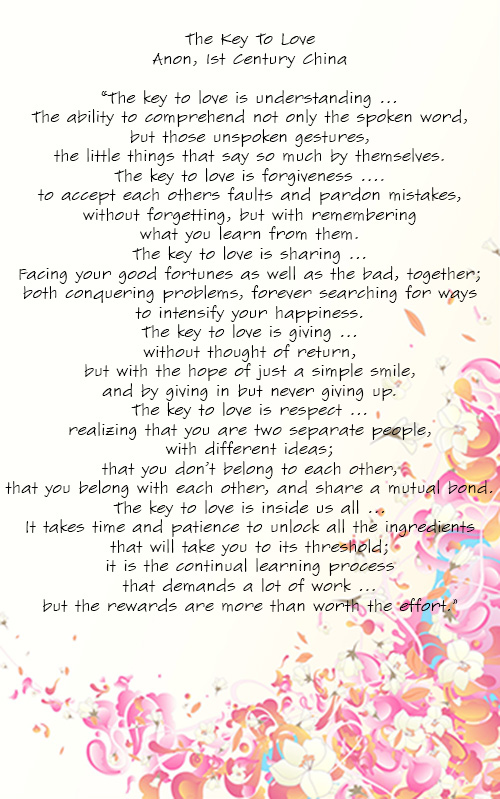 The Key To Love
Anon, 1st Century China
"The key to love is understanding ...
The ability to comprehend not only the spoken word,
but those unspoken gestures,
the little things that say so much by themselves.
The key to love is forgiveness ....
to accept each others faults and pardon mistakes,
without forgetting, but with remembering
what you learn from them.
The key to love is sharing ...
Facing your good fortunes as well as the bad, together;
both conquering problems, forever searching for ways
to intensify your happiness.
The key to love is giving ...
without thought of return,
but with the hope of just a simple smile,
and by giving in but never giving up.
The key to love is respect ...
realizing that you are two separate people,
with different ideas;
that you don't belong to each other,
that you belong with each other, and share a mutual bond.
The key to love is inside us all ...
It takes time and patience to unlock all the ingredients
that will take you to its threshold;
it is the continual learning process
that demands a lot of work ...
but the rewards are more than worth the effort."